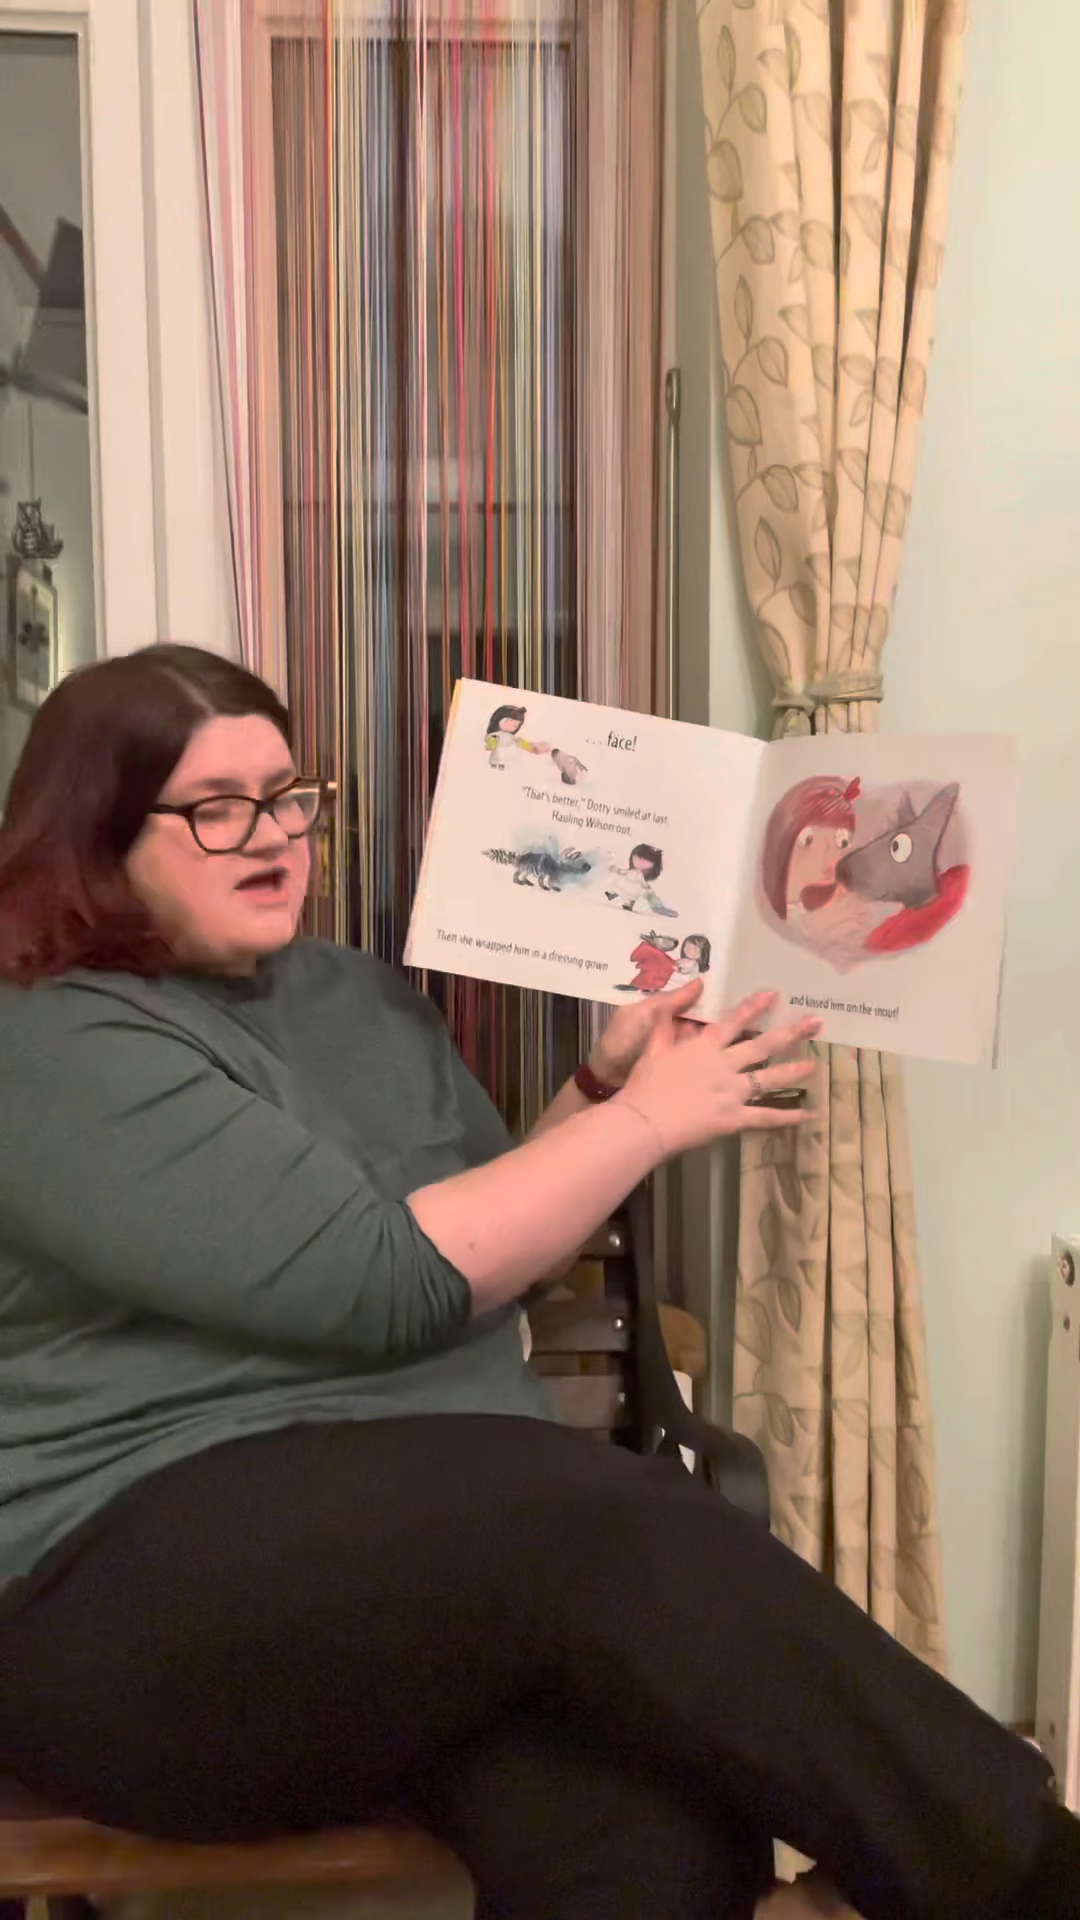 ...face!
"That's better," Dotty smiled at last,
Hauling Wilson out,
Then she wrapped him in a dressing gown
and kissed him on the snout!